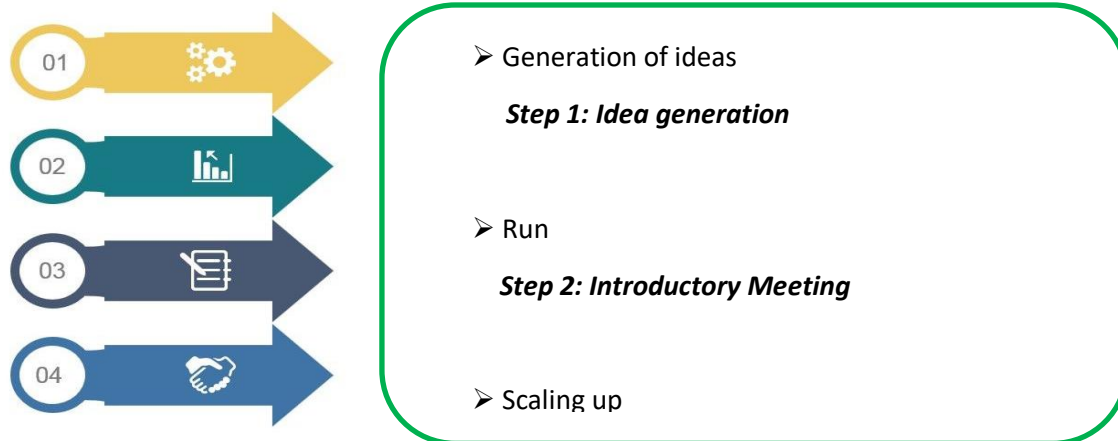 01
➢ Generation of ideas
Step 1: Idea generation
02
➢ Run
03
Step 2: Introductory Meeting
04
➢ Scaling up